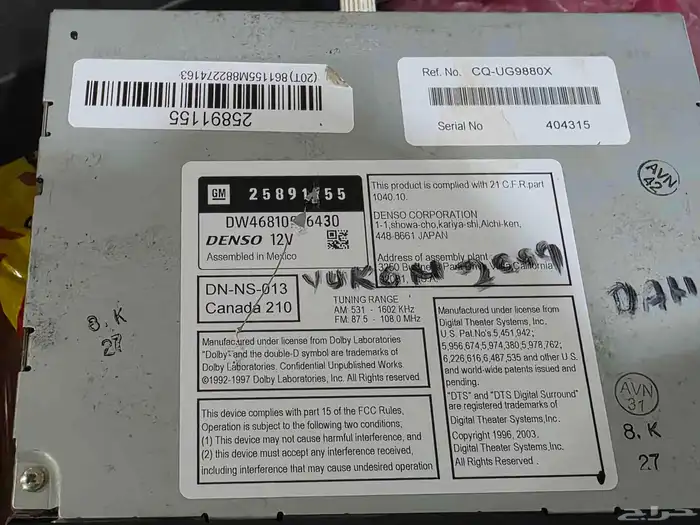 (20T)861155M882274163
25891155
Ref. No. CQ-UG9880X
Serial No 404315
AVN
42
GM 25891155
DW46810 6430
DENSO 12V
Assembled in Mexico
This product is complied with 21 C.F.R.part
1040.10.
DENSO CORPORATION
1-1,showa-cho,kariya-shi,Aichi-ken,
448-8661 JAPAN
Address of assembly plant
3250 California
YUKON 2009
DAH
DN-NS-013
Canada 210
TUNING RANGE
AM: 531 - 1602 KHz
FM: 87.5 - 108.0 MHz
8.K
27
Manufactured under license from Dolby Laboratories
"Dolby" and the double-D symbol are trademarks of
Dolby Laboratories. Confidential Unpublished Works
©1992-1997 Dolby Laboratories, Inc. All Rights reserved
This device complies with part 15 of the FCC Rules,
Operation is subject to the following two conditions,
(1) This device may not cause harmful interference, and
(2) this device must accept any interference received,
including interference that may cause undesired operation
Manufactured under license from
Digital Theater Systems, Inc,
U.S. Pat No's.5,451,942;
5,956,674,5,974,380,5,978,762;
6,226,616,6,487,535 and other U.S
and world-wide patents issued and
pending.
"DTS" and "DTS Digital Surround"
are registered trademarks of
Digital Theater Systems,Inc.
Copyright 1996, 2003.
Digital Theater Systems,Inc.
All Rights Reserved .
AVN
31
8.K
27
حراج